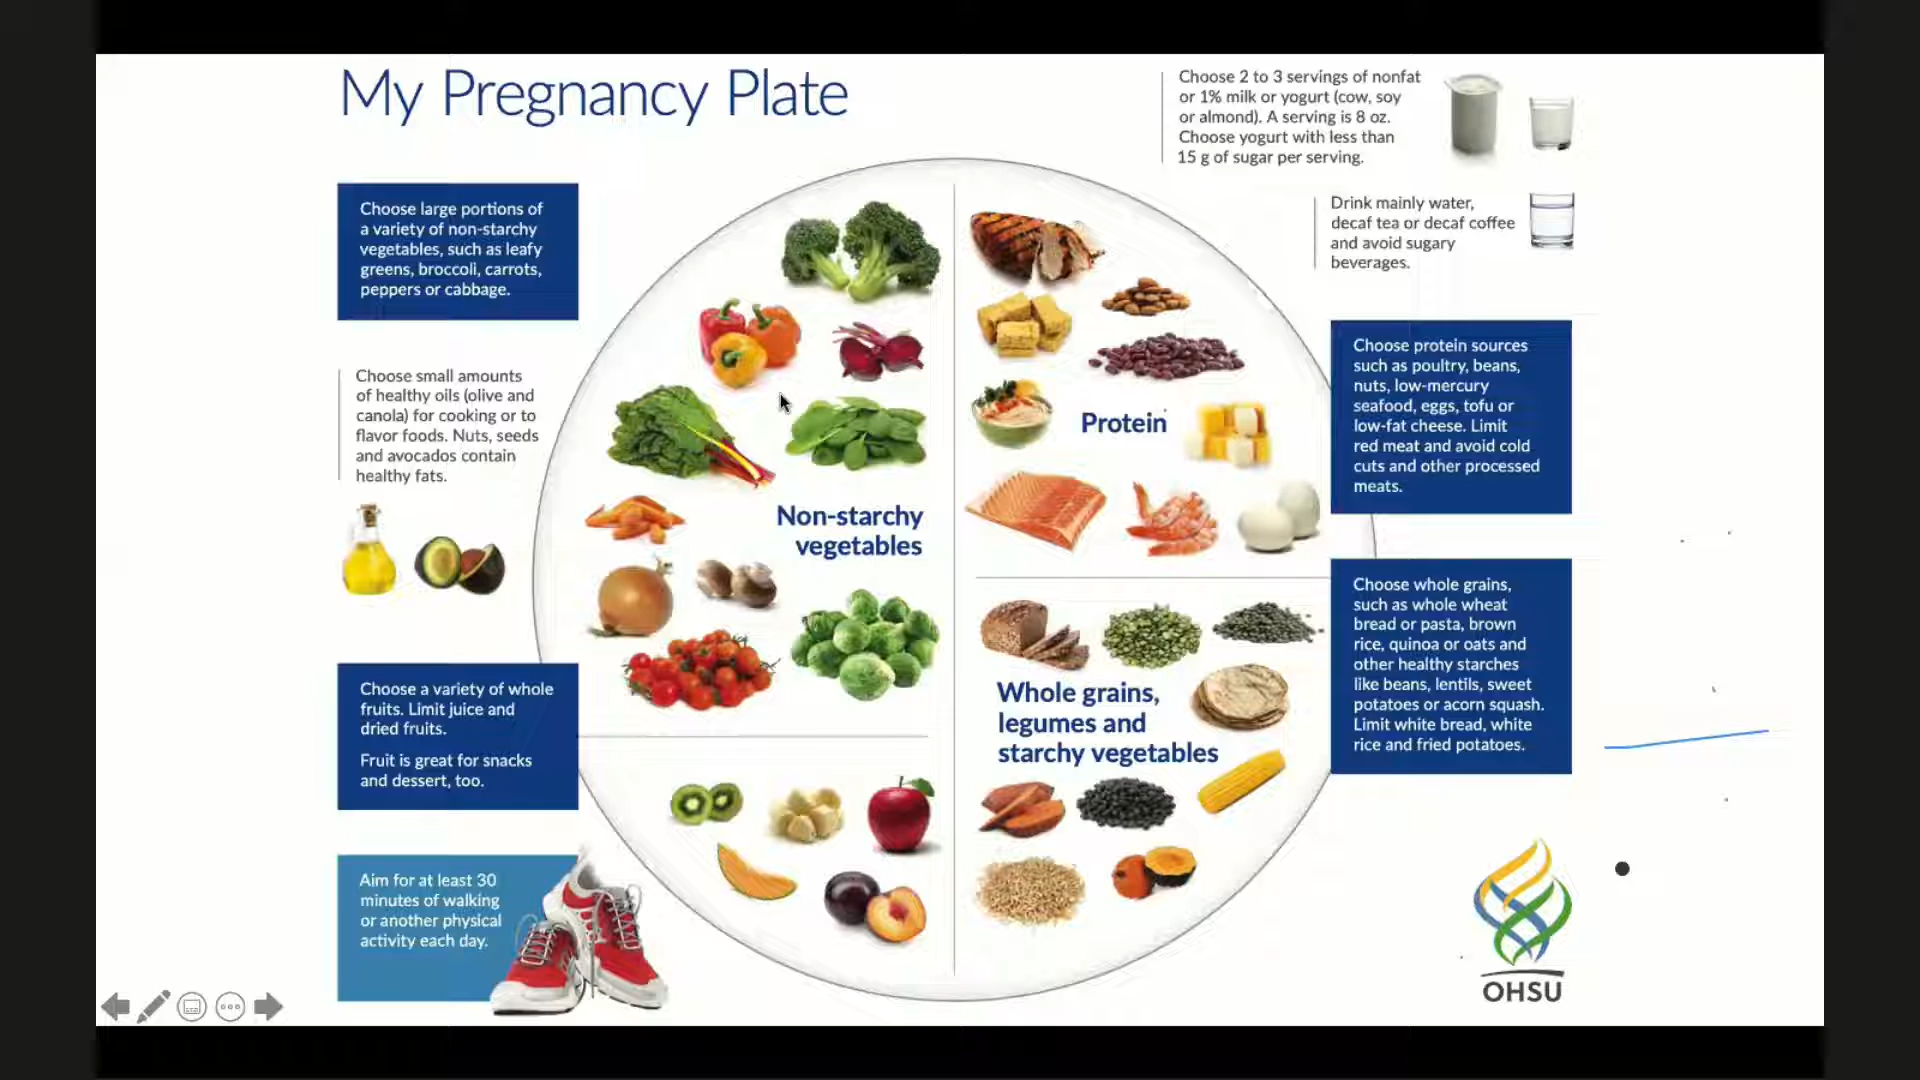 My Pregnancy Plate
Choose 2 to 3 servings of nonfat
or 1% milk or yogurt (cow, soy
or almond). A serving is 8 oz.
Choose yogurt with less than
15 g of sugar per serving.
Drink mainly water,
decaf tea or decaf coffee
and avoid sugary
beverages.
Choose large portions of
a variety of non-starchy
vegetables, such as leafy
greens, broccoli, carrots,
peppers or cabbage.
Choose small amounts
of healthy oils (olive and
canola) for cooking or to
flavor foods. Nuts, seeds
and avocados contain
healthy fats.
Non-starchy
vegetables
Protein
Choose protein sources
such as poultry, beans,
nuts, low-mercury
seafood, eggs, tofu or
low-fat cheese. Limit
red meat and avoid cold
cuts and other processed
meats.
Choose a variety of whole
fruits. Limit juice and
dried fruits.
Fruit is great for snacks
and dessert, too.
Whole grains,
legumes and
starchy vegetables
Choose whole grains,
such as whole wheat
bread or pasta, brown
rice, quinoa or oats and
other healthy starches
like beans, lentils, sweet
potatoes or acorn squash.
Limit white bread, white
rice and fried potatoes.
Aim for at least 30
minutes of walking
or another physical
activity each day.
OHSU